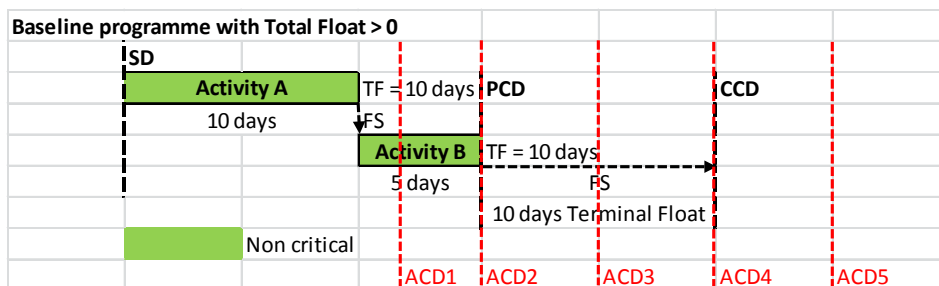 Baseline programme with Total Float > 0
SD
Activity A TF = 10 days PCD CCD
10 days FS
Activity B TF = 10 days
5 days FS
10 days Terminal Float
Non critical
ACD1 ACD2 ACD3 ACD4 ACD5